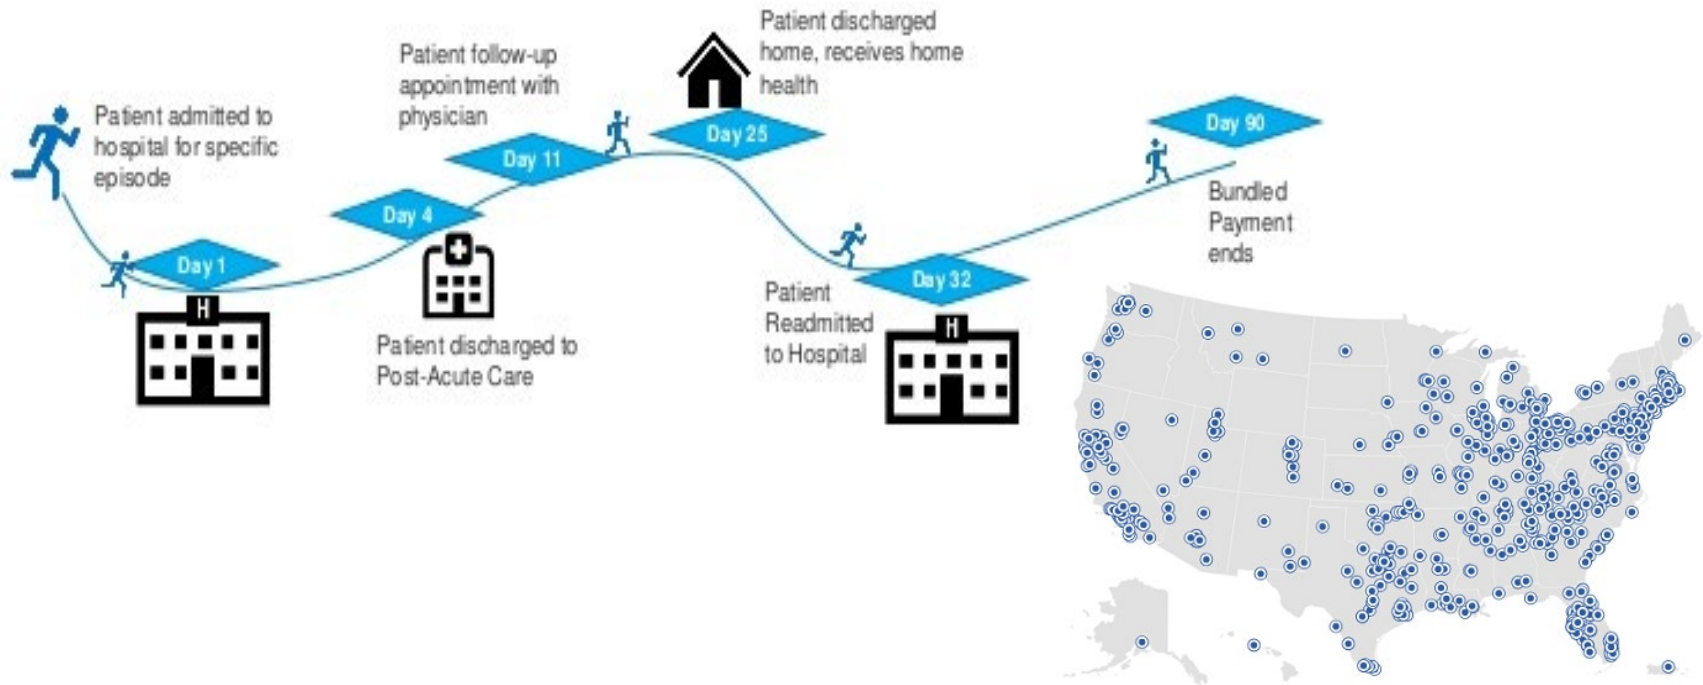 Patient admitted to
hospital for specific
episode
Day 1
H
Day 4
Patient discharged to
Post-Acute Care
Patient follow-up
appointment with
physician
Day 11
Patient discharged
home, receives home
health
Day 25
Patient
Readmitted
to Hospital
Day 32
H
Day 90
Bundled
Payment
ends